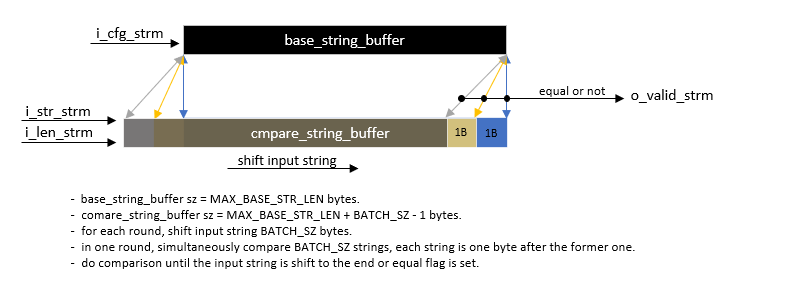 i_cfg_strm
base_string_buffer
equal or not
o_valid_strm
i_str_strm
i_len_strm
cmpare_string_buffer
1B
1B
shift input string
- base_string_buffer sz = MAX_BASE_STR_LEN bytes.
- comare_string_buffer sz = MAX_BASE_STR_LEN + BATCH_SZ - 1 bytes.
- for each round, shift input string BATCH_SZ bytes.
- in one round, simultaneously compare BATCH_SZ strings, each string is one byte after the former one.
- do comparison until the input string is shift to the end or equal flag is set.